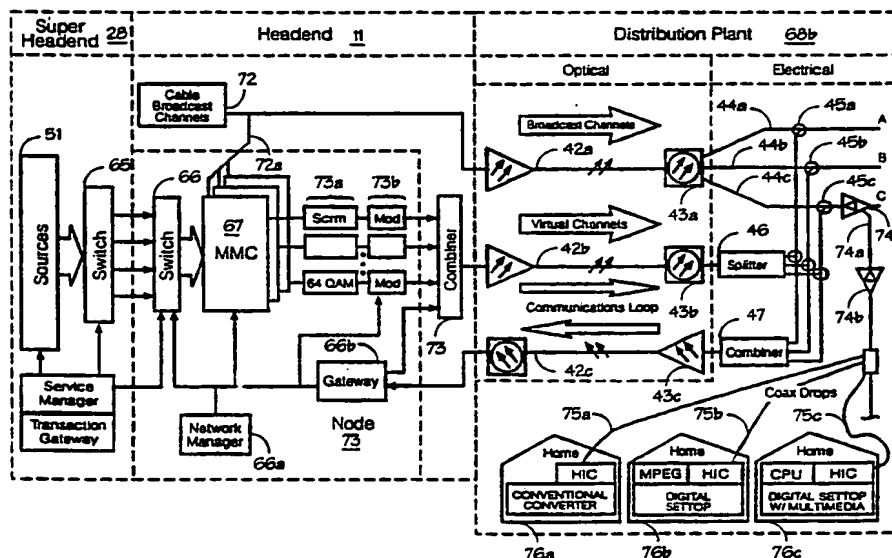 Super Headend 28
Headend 11
Distribution Plant 68b
Optical
Electrical
72
Cable Broadcast Channels
72a
51
Sources
65
Switch
66
Switch
67
MMC
73a
73b
Scrm
Mod
64 QAM
Mod
Combiner
73
66b
Gateway
Node 73
Service Manager
Transaction Gateway
Network Manager
66a
Broadcast Channels
42a
43a
Virtual Channels
42b
43b
Communications Loop
42c
43c
44a
44b
44c
45a
45b
45c
A
B
C
46
Splitter
47
Combiner
74
74a
74b
Coax Drops
75a
75b
75c
Home
HIC
CONVENTIONAL CONVERTER
76a
Home
MPEG
HIC
DIGITAL SETTOP
76b
Home
CPU
HIC
DIGITAL SETTOP W/ MULTIMEDIA
76c